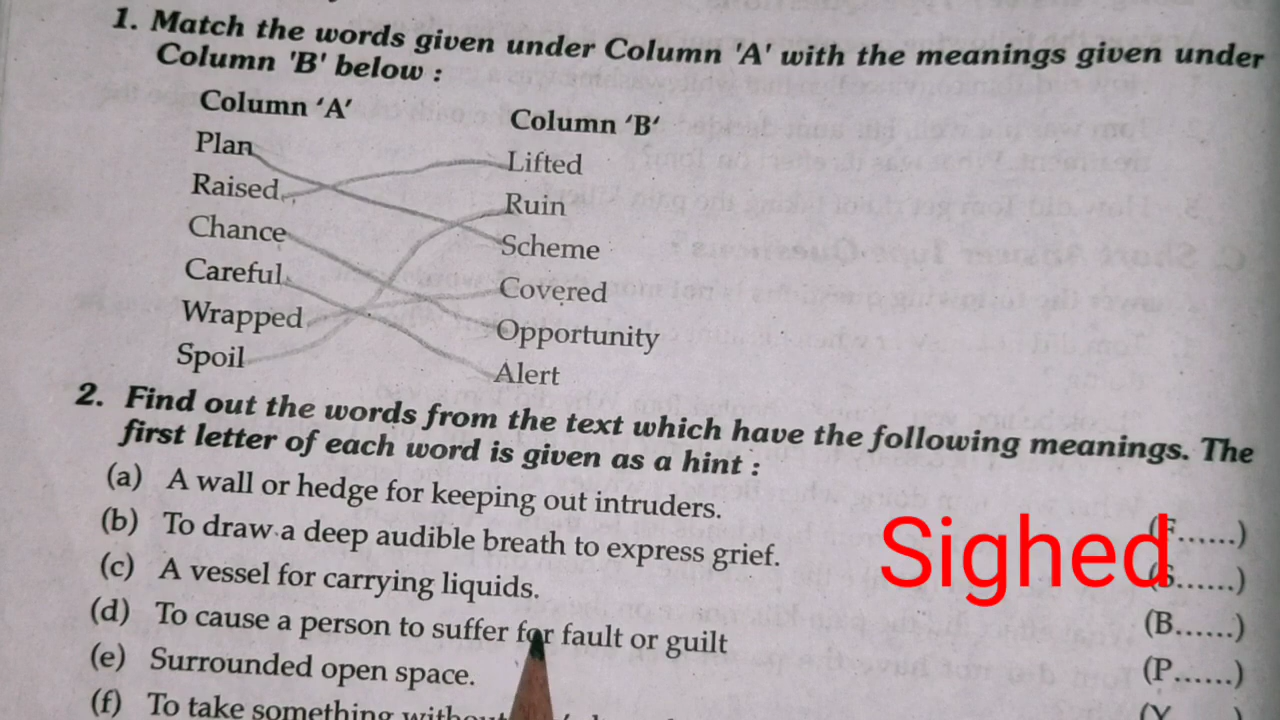 1. Match the words given under Column 'A' with the meanings given under
Column 'B' below :
Column 'A' Column 'B'
Plan Lifted
Raised Ruin
Chance Scheme
Careful Covered
Wrapped Opportunity
Spoil Alert
2. Find out the words from the text which have the following meanings. The
first letter of each word is given as a hint :
(a) A wall or hedge for keeping out intruders. (F......)
(b) To draw a deep audible breath to express grief. (S......)
Sighed
(c) A vessel for carrying liquids. (B......)
(d) To cause a person to suffer for fault or guilt (P......)
(e) Surrounded open space. (Y......)
(f) To take something without